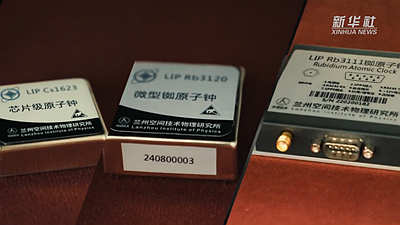 新华社
XINHUA NEWS
LIP Cs1623
芯片级原子钟
兰州空间技术物理研究所
Lanzhou Institute of Physics
LIP Rb3120
微型铷原子钟
兰州空间技术物理研究所
Lanzhou Institute of Physics
240800003
LIP Rb3111铷原子钟
Rubidium Atomic Clock
兰州空间技术物理研究所
Lanzhou Institute of Physics